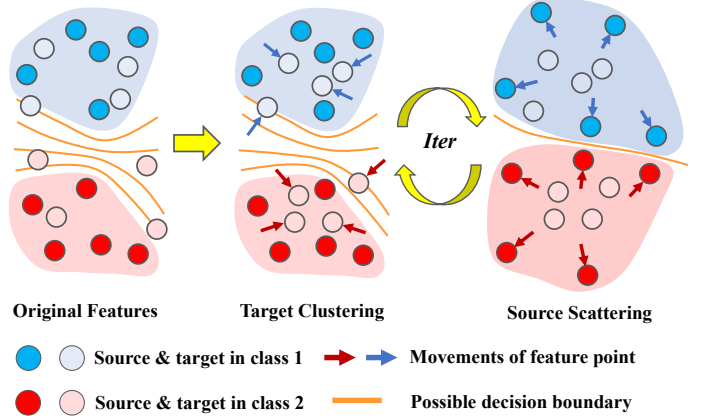 Iter
Original Features
Target Clustering
Source Scattering
Source & target in class 1
Movements of feature point
Source & target in class 2
Possible decision boundary